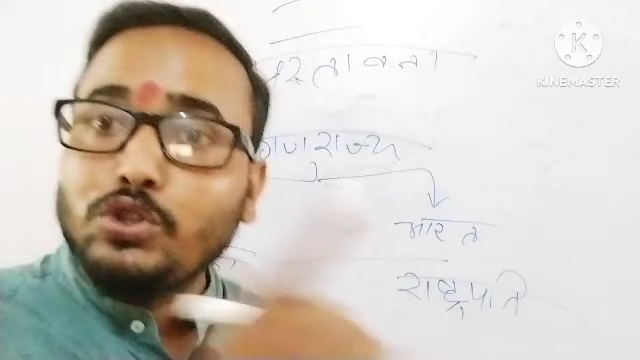 K
KINEMASTER
प्रस्तावना
गणराज्य
भारत
राष्ट्रपति